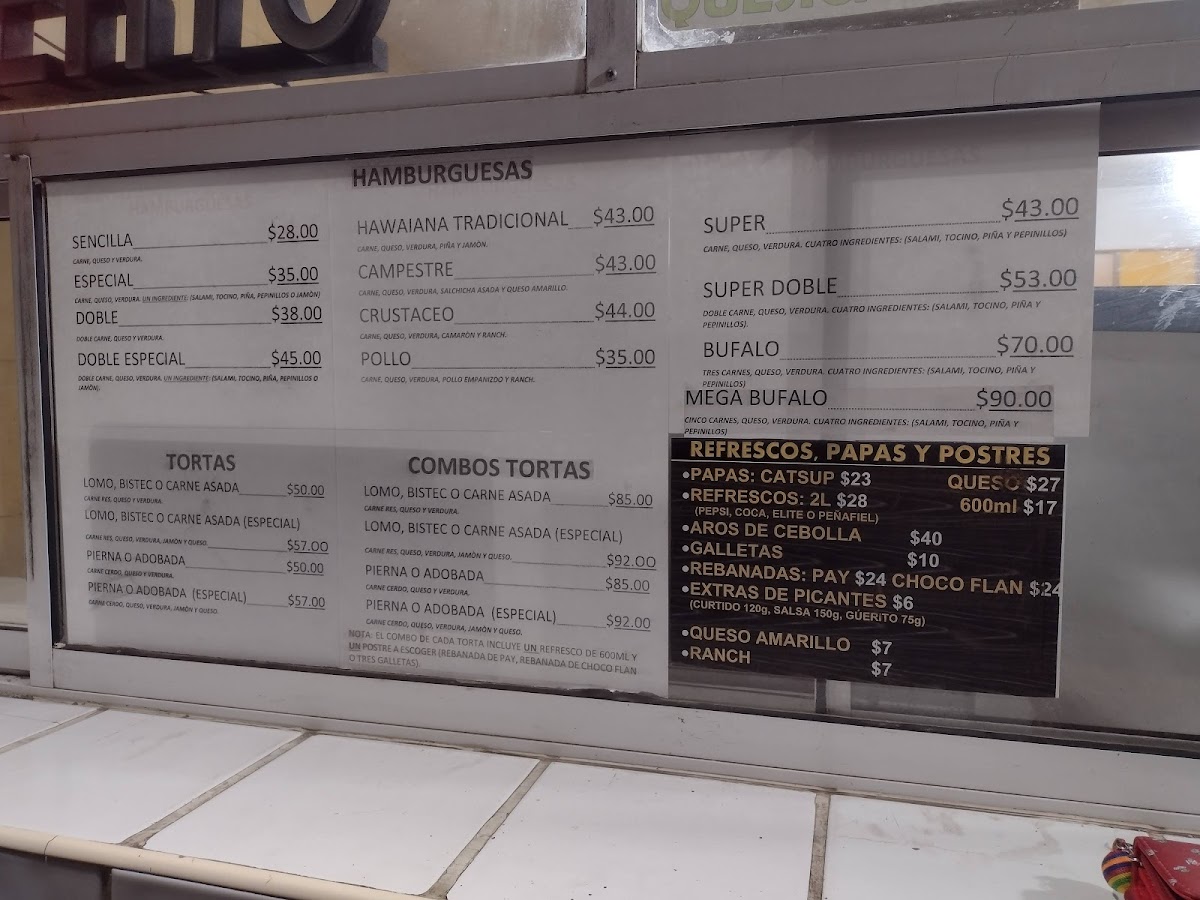 HAMBURGUESAS
SENCILLA $28.00
CARNE, QUESO Y VERDURA.
ESPECIAL $35.00
CARNE, QUESO, VERDURA. UN INGREDIENTE: (SALAMI, TOCINO, PIÑA, PEPINILLOS O JAMÓN)
DOBLE $38.00
DOBLE CARNE, QUESO Y VERDURA.
DOBLE ESPECIAL $45.00
DOBLE CARNE, QUESO, VERDURA. UN INGREDIENTE: (SALAMI, TOCINO, PIÑA, PEPINILLOS O
JAMÓN).
HAWAIANA TRADICIONAL $43.00
CARNE, QUESO, VERDURA, PIÑA Y JAMÓN.
CAMPESTRE $43.00
CARNE, QUESO, VERDURA, SALCHICHA ASADA Y QUESO AMARILLO.
CRUSTACEO $44.00
CARNE, QUESO, VERDURA, CAMARÓN Y RANCH.
POLLO $35.00
CARNE, QUESO, VERDURA, POLLO EMPANIZDO Y RANCH.
SUPER $43.00
CARNE, QUESO, VERDURA. CUATRO INGREDIENTES: (SALAMI, TOCINO, PIÑA Y PEPINILLOS)
SUPER DOBLE $53.00
DOBLE CARNE, QUESO, VERDURA. CUATRO INGREDIENTES: (SALAMI, TOCINO, PIÑA Y
PEPINILLOS).
BUFALO $70.00
TRES CARNES, QUESO, VERDURA. CUATRO INGREDIENTES: (SALAMI, TOCINO, PIÑA Y
PEPINILLOS)
MEGA BUFALO $90.00
CINCO CARNES, QUESO, VERDURA. CUATRO INGREDIENTES: (SALAMI, TOCINO, PIÑA Y
PEPINILLOS)
TORTAS
LOMO, BISTEC O CARNE ASADA $50.00
CARNE RES, QUESO Y VERDURA.
LOMO, BISTEC O CARNE ASADA (ESPECIAL)
CARNE RES, QUESO, VERDURA, JAMÓN Y QUESO. $57.00
PIERNA O ADOBADA $50.00
CARNE CERDO, QUESO Y VERDURA.
PIERNA O ADOBADA (ESPECIAL) $57.00
CARNE CERDO, QUESO, VERDURA, JAMÓN Y QUESO.
COMBOS TORTAS
LOMO, BISTEC O CARNE ASADA $85.00
CARNE RES, QUESO Y VERDURA.
LOMO, BISTEC O CARNE ASADA (ESPECIAL)
CARNE RES, QUESO, VERDURA, JAMÓN Y QUESO. $92.00
PIERNA O ADOBADA $85.00
CARNE CERDO, QUESO Y VERDURA.
PIERNA O ADOBADA (ESPECIAL) $92.00
CARNE CERDO, QUESO, VERDURA, JAMÓN Y QUESO.
NOTA: EL COMBO DE CADA TORTA INCLUYE UN REFRESCO DE 600ML Y
UN POSTRE A ESCOGER (REBANADA DE PAY, REBANADA DE CHOCO FLAN
O TRES GALLETAS)
REFRESCOS, PAPAS Y POSTRES
•PAPAS: CATSUP $23 QUESO $27
•REFRESCOS: 2L $28 600ml $17
(PEPSI, COCA, ELITE O PEÑAFIEL)
•AROS DE CEBOLLA $40
•GALLETAS $10
•REBANADAS: PAY $24 CHOCO FLAN $24
•EXTRAS DE PICANTES $6
(CURTIDO 120g, SALSA 150g, GÜERITO 75g)
•QUESO AMARILLO $7
•RANCH $7